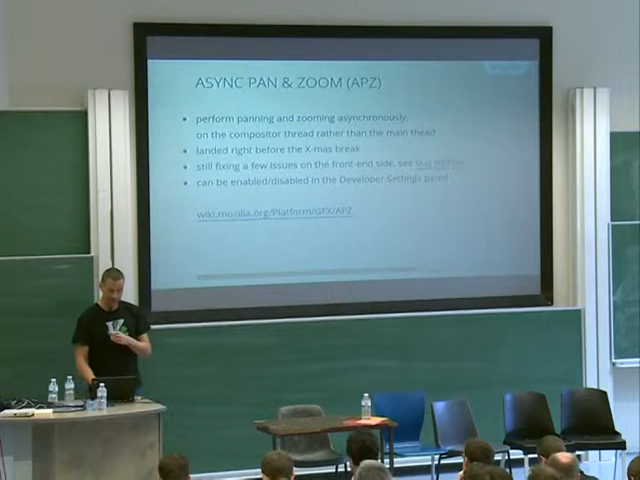 ASYNC PAN & ZOOM (APZ)
• perform panning and zooming asynchronously,
on the compositor thread rather than the main thead
• landed right before the X-mas break
• still fixing a few issues on the front-end side, see
• can be enabled/disabled in the Developer Settings panel
wiki.mozilla.org/Platform/GFX/APZ